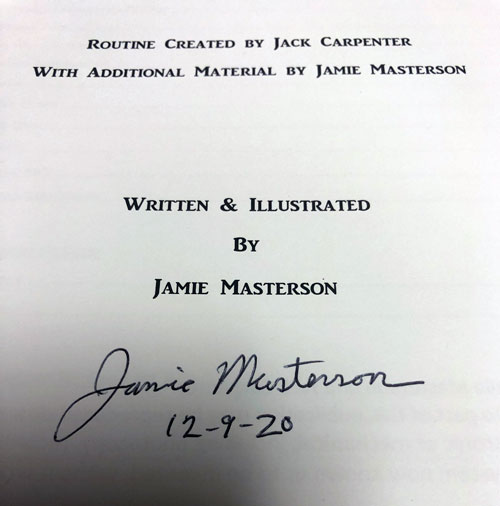 Routine Created by Jack Carpenter
With Additional Material by Jamie Masterson
Written & Illustrated
By
Jamie Masterson
Jamie Masterson
12-9-20